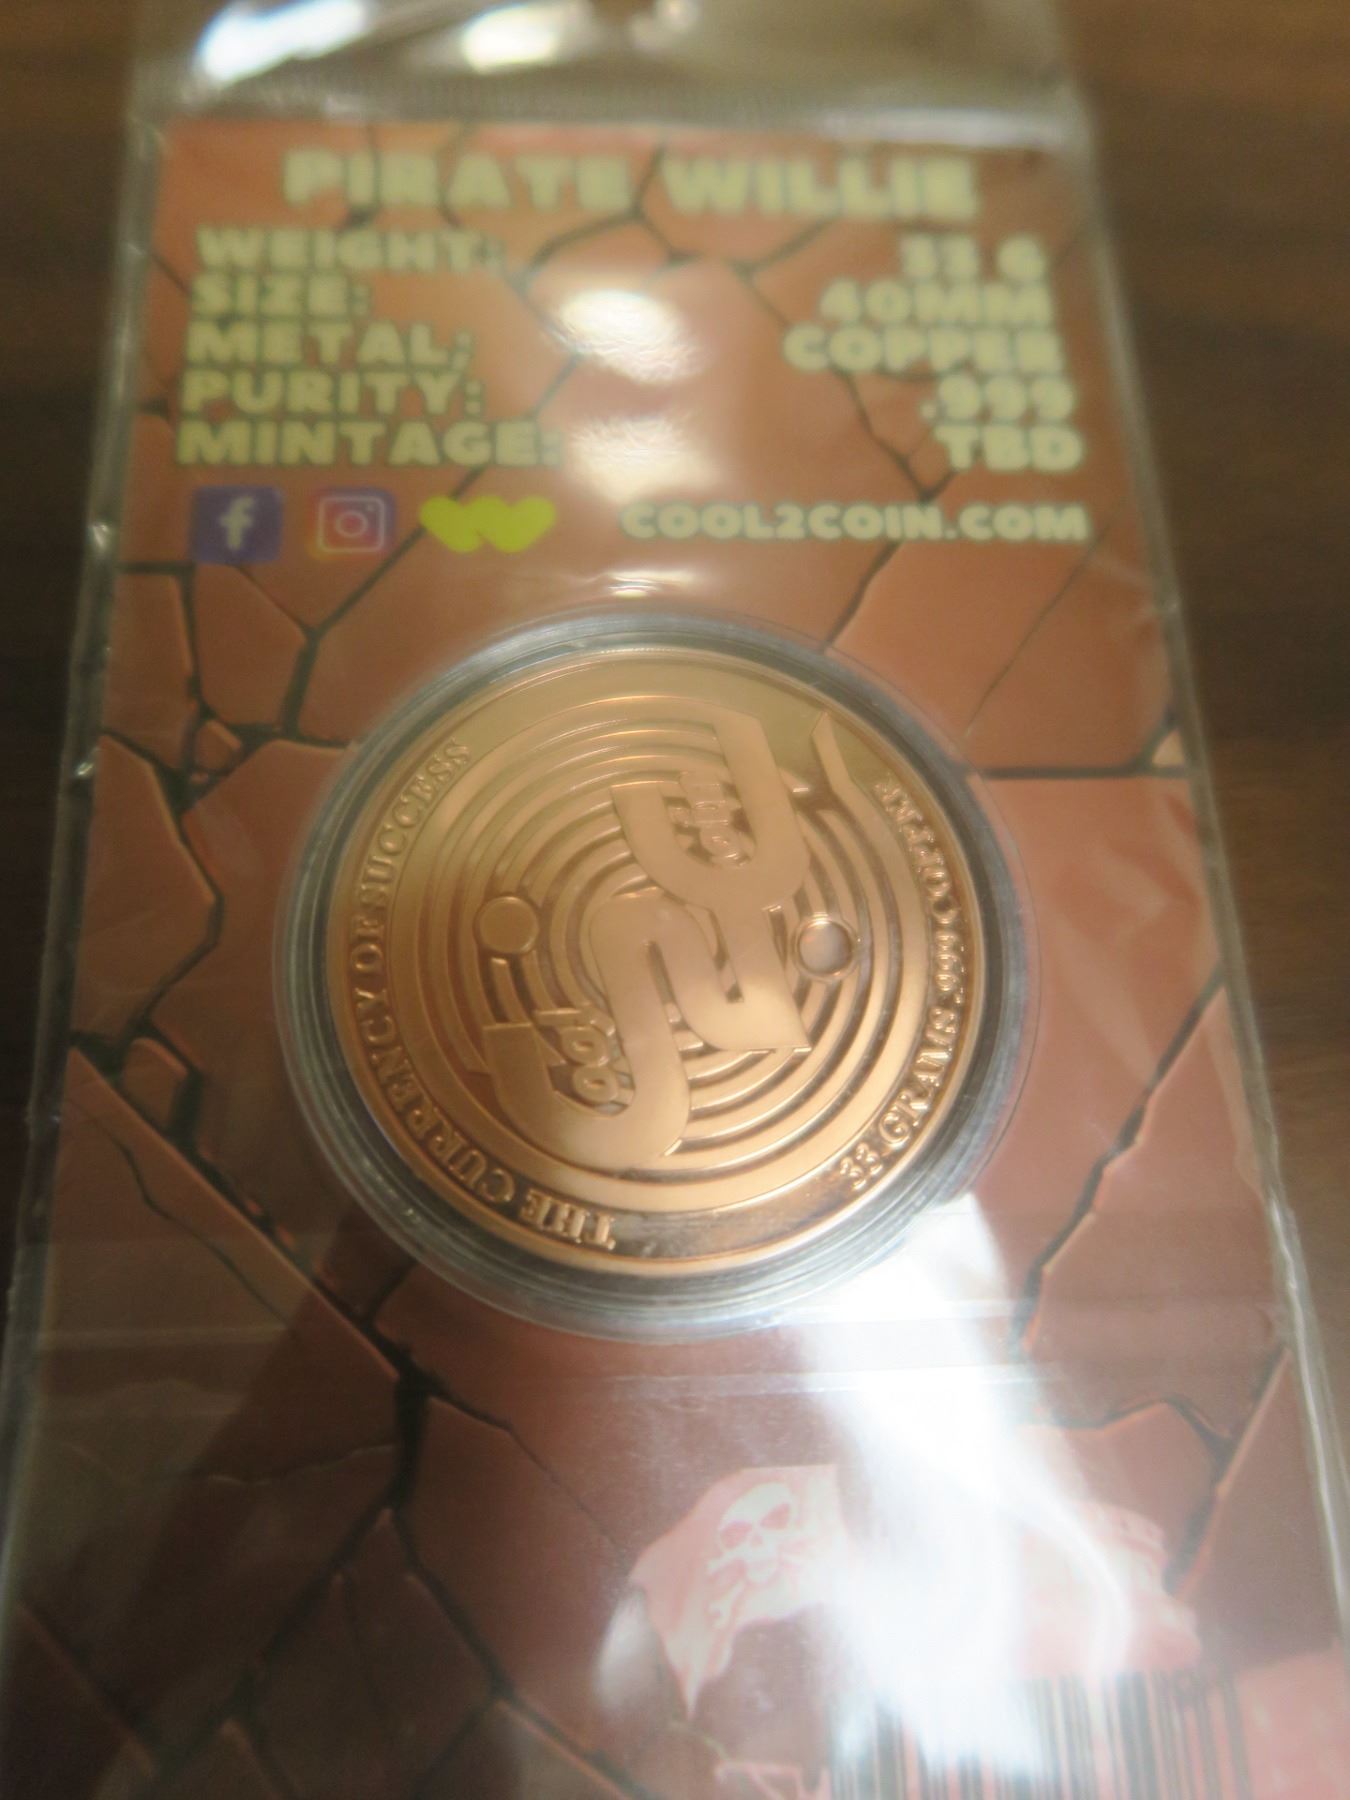 PIRATE WILLIE
WEIGHT: 33 G
SIZE: 40MM
METAL; COPPER
PURITY: .999
MINTAGE: TBD
f COOL2COIN.COM
THE CURRENCY OF SUCCESS
33 GRAMS .999 COPPER
2